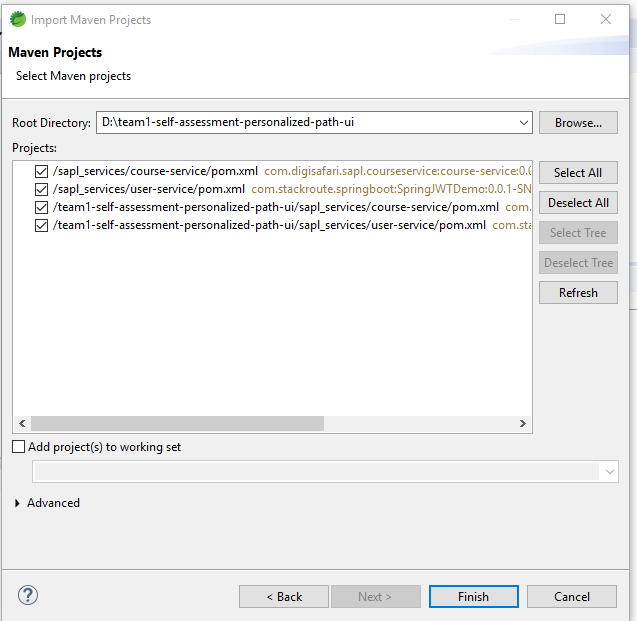 Import Maven Projects
Maven Projects
Select Maven projects
Root Directory: D:\team1-self-assessment-personalized-path-ui Browse...
Projects:
/sapl_services/course-service/pom.xml com.digisafari.sapl.courseservice:course-service:0.0 Select All
/sapl_services/user-service/pom.xml com.stackroute.springboot:SpringJWTDemo:0.0.1-SN
/team1-self-assessment-personalized-path-ui/sapl_services/course-service/pom.xml com. Deselect All
/team1-self-assessment-personalized-path-ui/sapl_services/user-service/pom.xml com.sta
Select Tree
Deselect Tree
Refresh
Add project(s) to working set
Advanced
? < Back Next > Finish Cancel